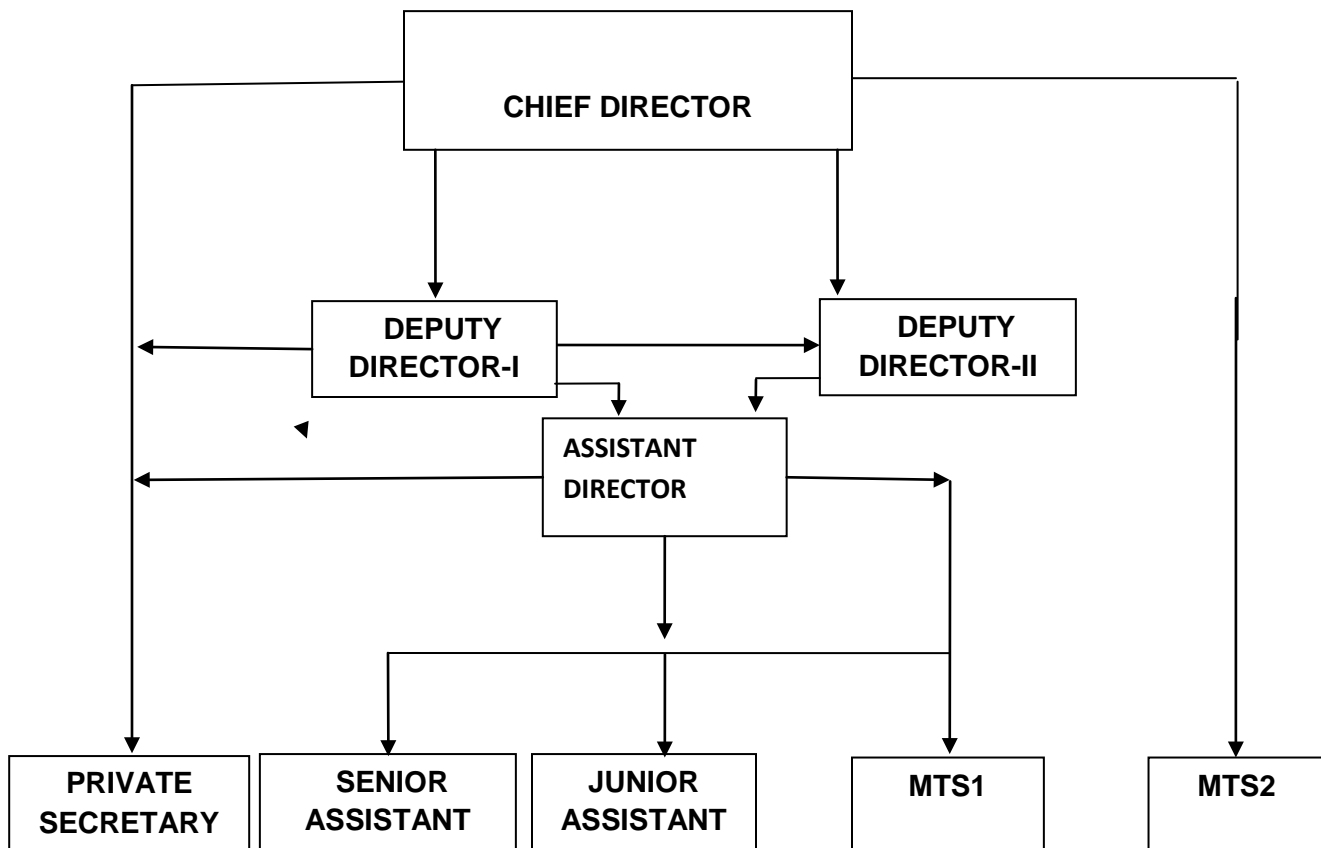 CHIEF DIRECTOR
DEPUTY
DIRECTOR-I
DEPUTY
DIRECTOR-II
ASSISTANT
DIRECTOR
PRIVATE
SECRETARY
SENIOR
ASSISTANT
JUNIOR
ASSISTANT
MTS1
MTS2